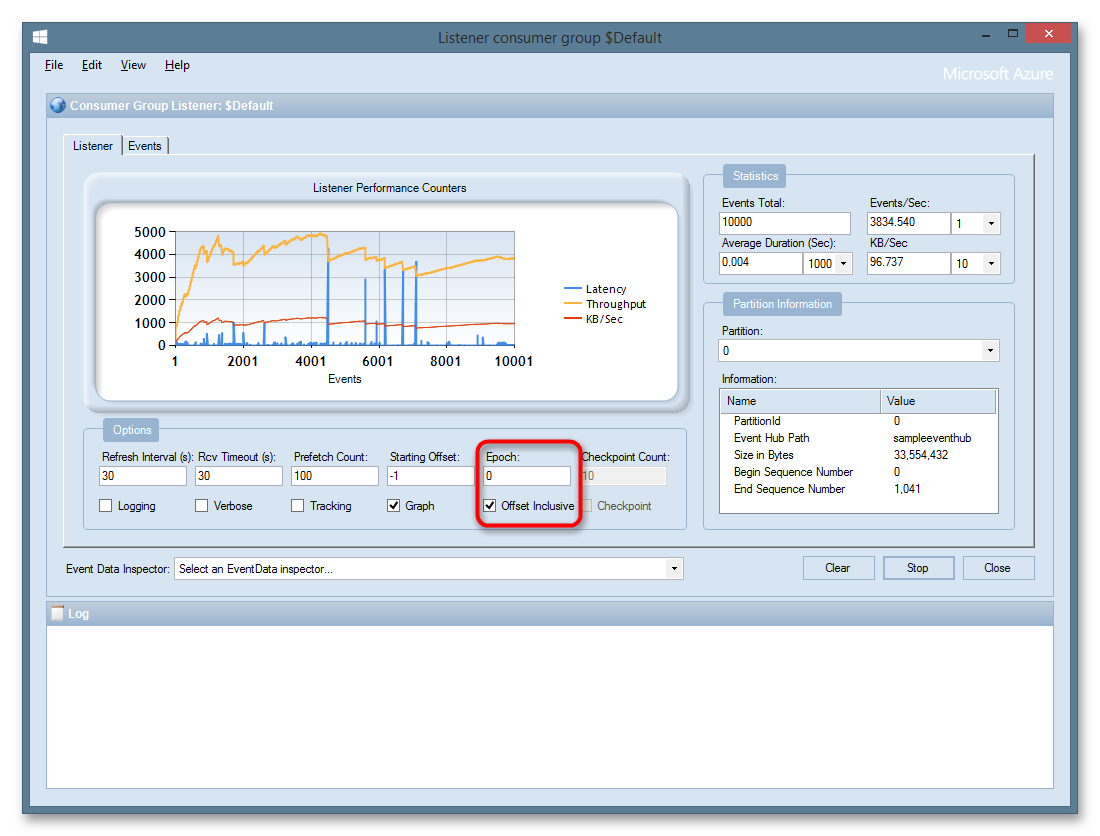 Listener consumer group $Default
File Edit View Help
Microsoft Azure
Consumer Group Listener: $Default
Listener Events
Listener Performance Counters
5000
4000
3000
2000
1000
0
1 2001 4001 6001 8001 10001
Events
Latency
Throughput
KB/Sec
Statistics
Events Total: Events/Sec:
10000 3834.540 1
Average Duration (Sec): KB/Sec
0.004 1000 96.737 10
Partition Information
Partition:
0
Information:
Name Value
PartitionId 0
Event Hub Path sampleeventhub
Size in Bytes 33,554,432
Begin Sequence Number 0
End Sequence Number 1,041
Options
Refresh Interval (s): Rcv Timeout (s): Prefetch Count: Starting Offset: Epoch: Checkpoint Count:
30 30 100 -1 0 10
Logging Verbose Tracking Graph Offset Inclusive Checkpoint
Event Data Inspector: Select an EventData inspector... Clear Stop Close
Log